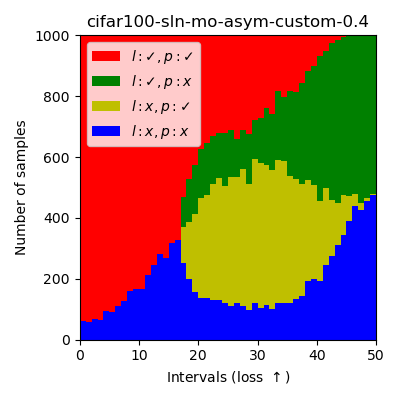 cifar100-sln-mo-asym-custom-0.4
1000
800
600
400
200
0
Number of samples
l:✓,p:✓
l:✓,p:x
l:x,p:✓
l:x,p:x
0 10 20 30 40 50
Intervals (loss ↑)